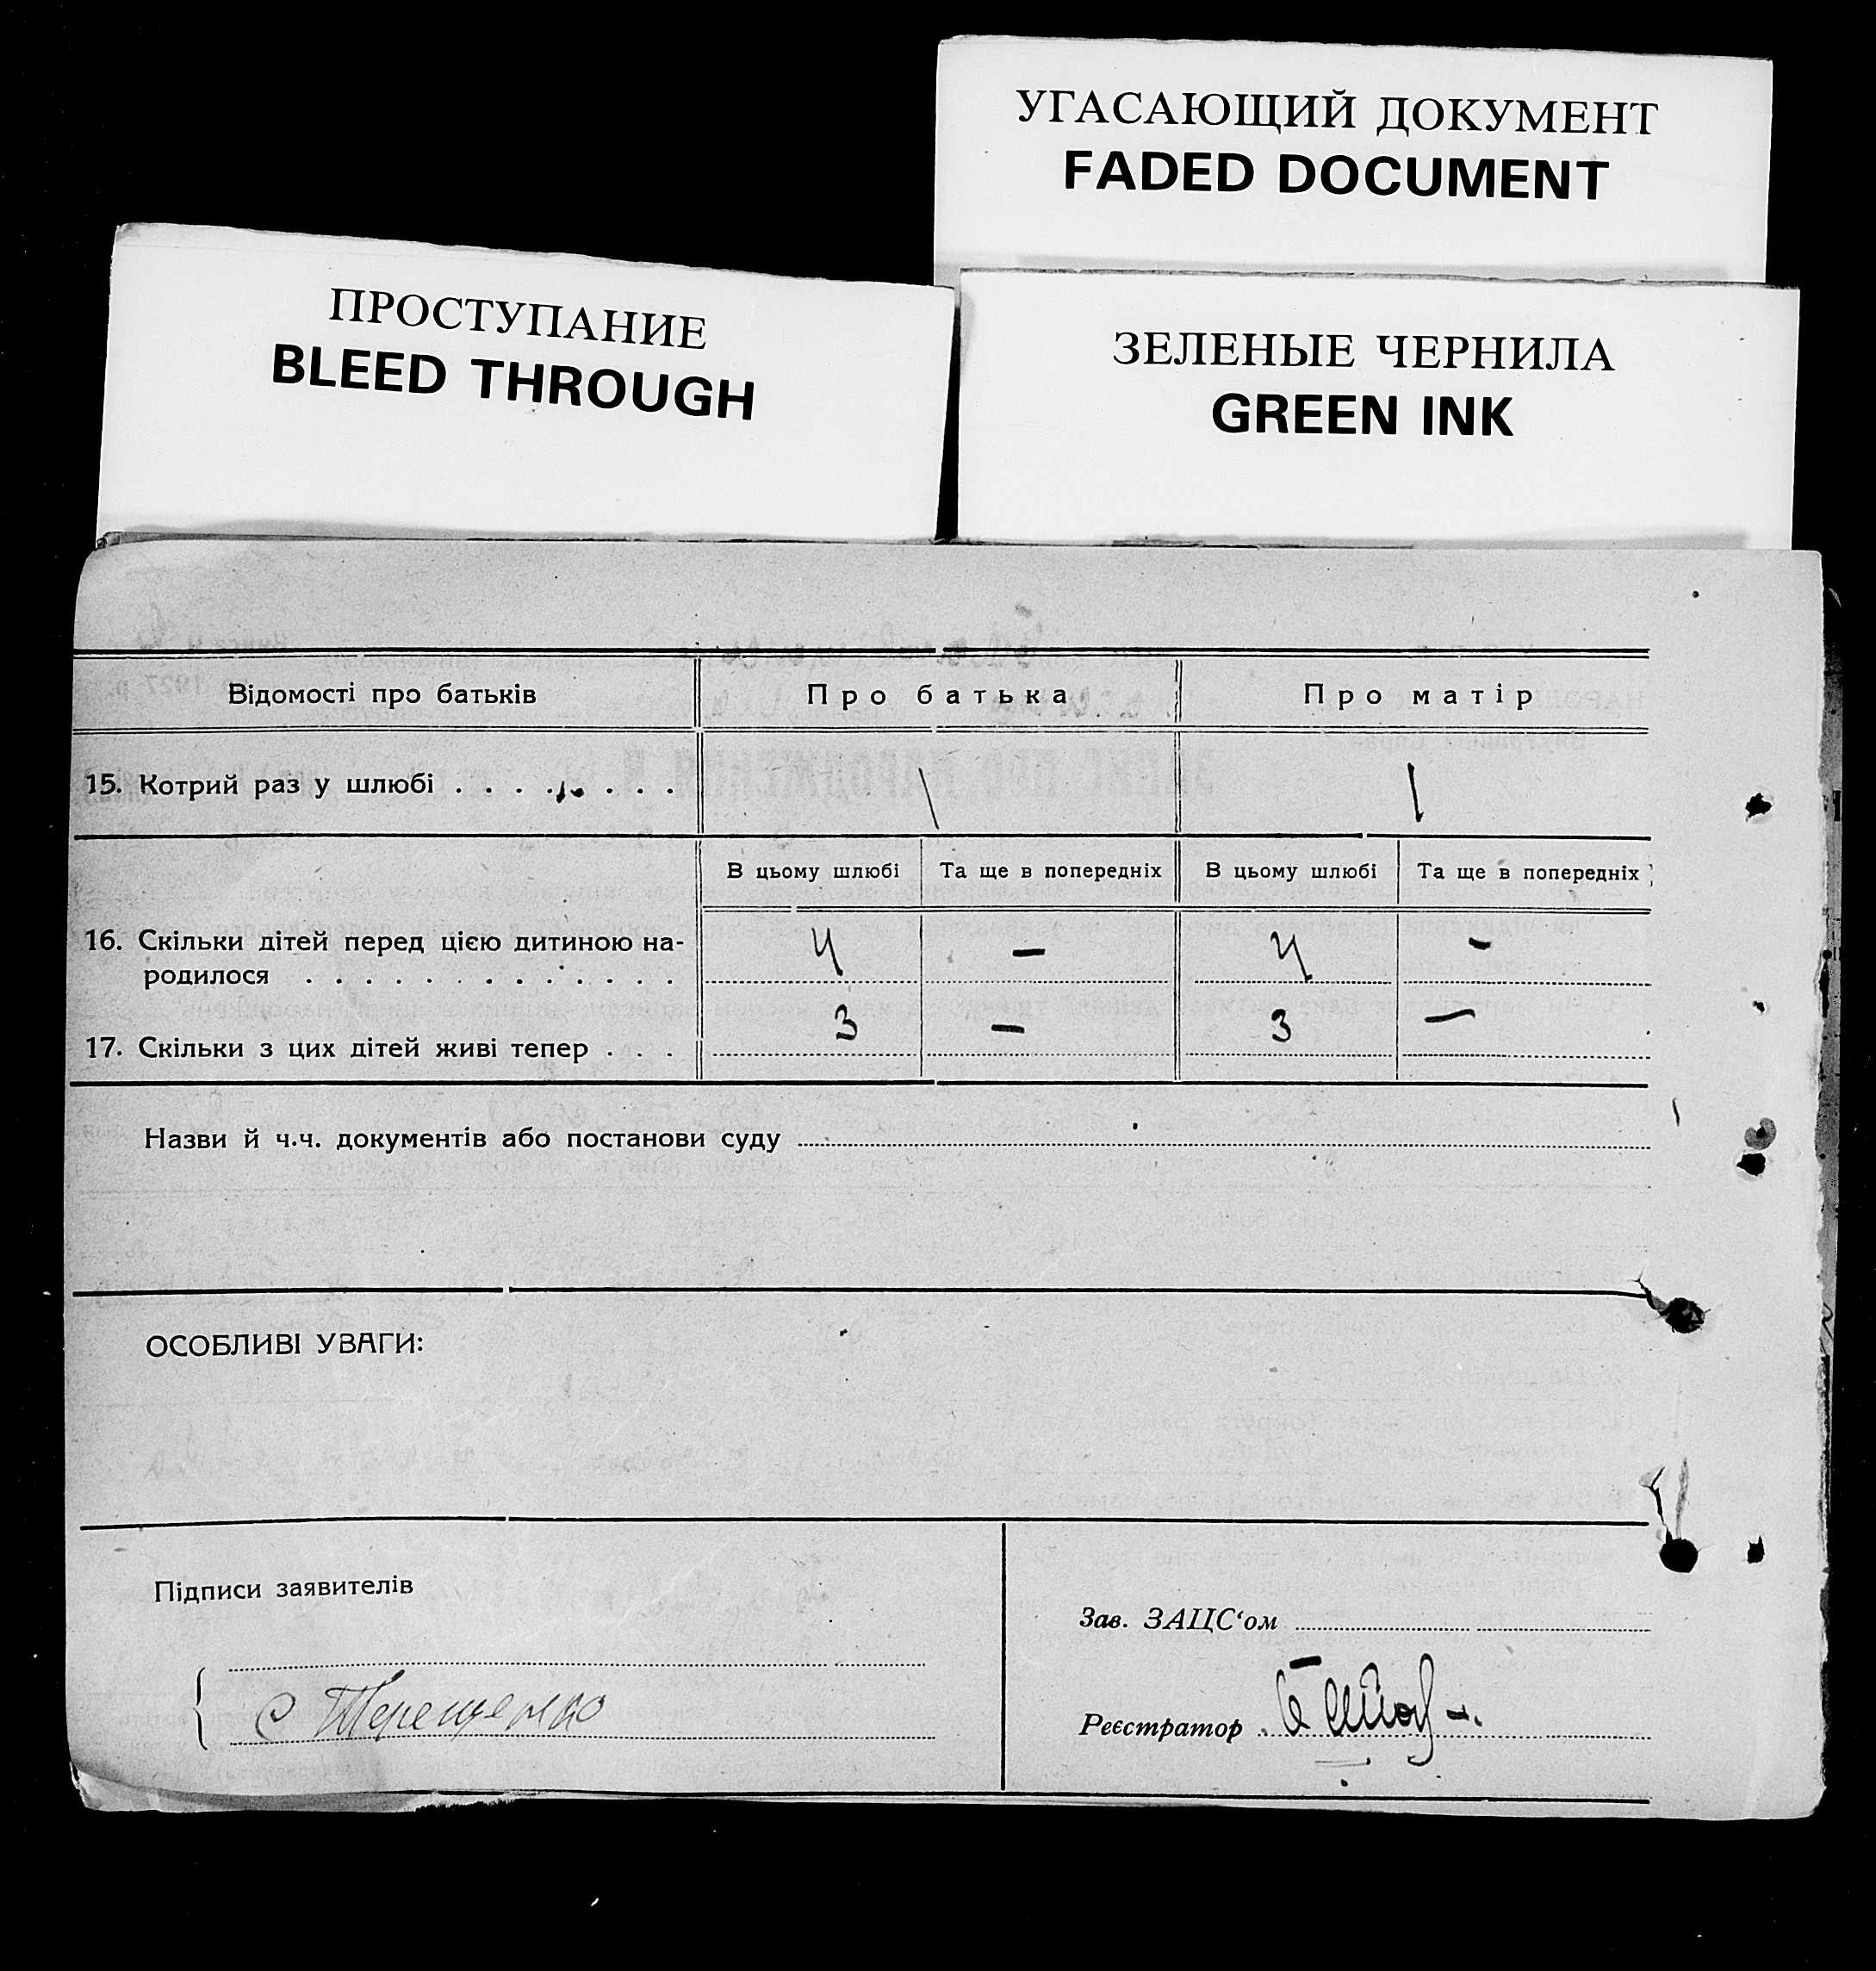 УГАСАЮЩИЙ ДОКУМЕНТ
FADED DOCUMENT
ПРОСТУПАНИЕ
BLEED THROUGH
ЗЕЛЕНЫЕ ЧЕРНИЛА
GREEN INK
Відомості про батьків Про батька Про матір
15. Котрий раз у шлюбі . . . . . . . . . 1 1
В цьому шлюбі Та ще в попередніх В цьому шлюбі Та ще в попередніх
16. Скільки дітей перед цією дитиною на- 4 — 4 -
родилося . . . . . . . . . . . . .
17. Скільки з цих дітей живі тепер . . . 3 — 3 —
Назви й ч.ч. документів або постанови суду
ОСОБЛИВІ УВАГИ:
Підписи заявителів
Зав. ЗАЦС‘ом
С Терещенко
Реєстратор